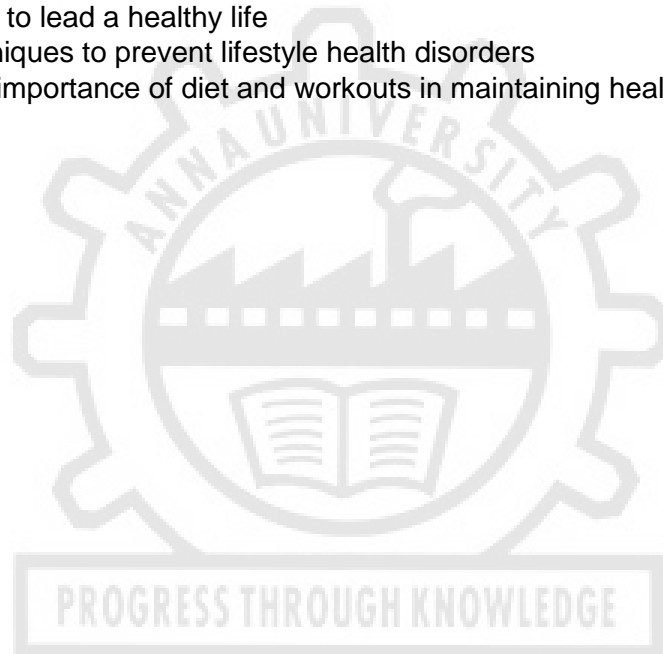 to lead a healthy life
niques to prevent lifestyle health disorders
importance of diet and workouts in maintaining heal
ANNA UNIVERSITY
PROGRESS THROUGH KNOWLEDGE